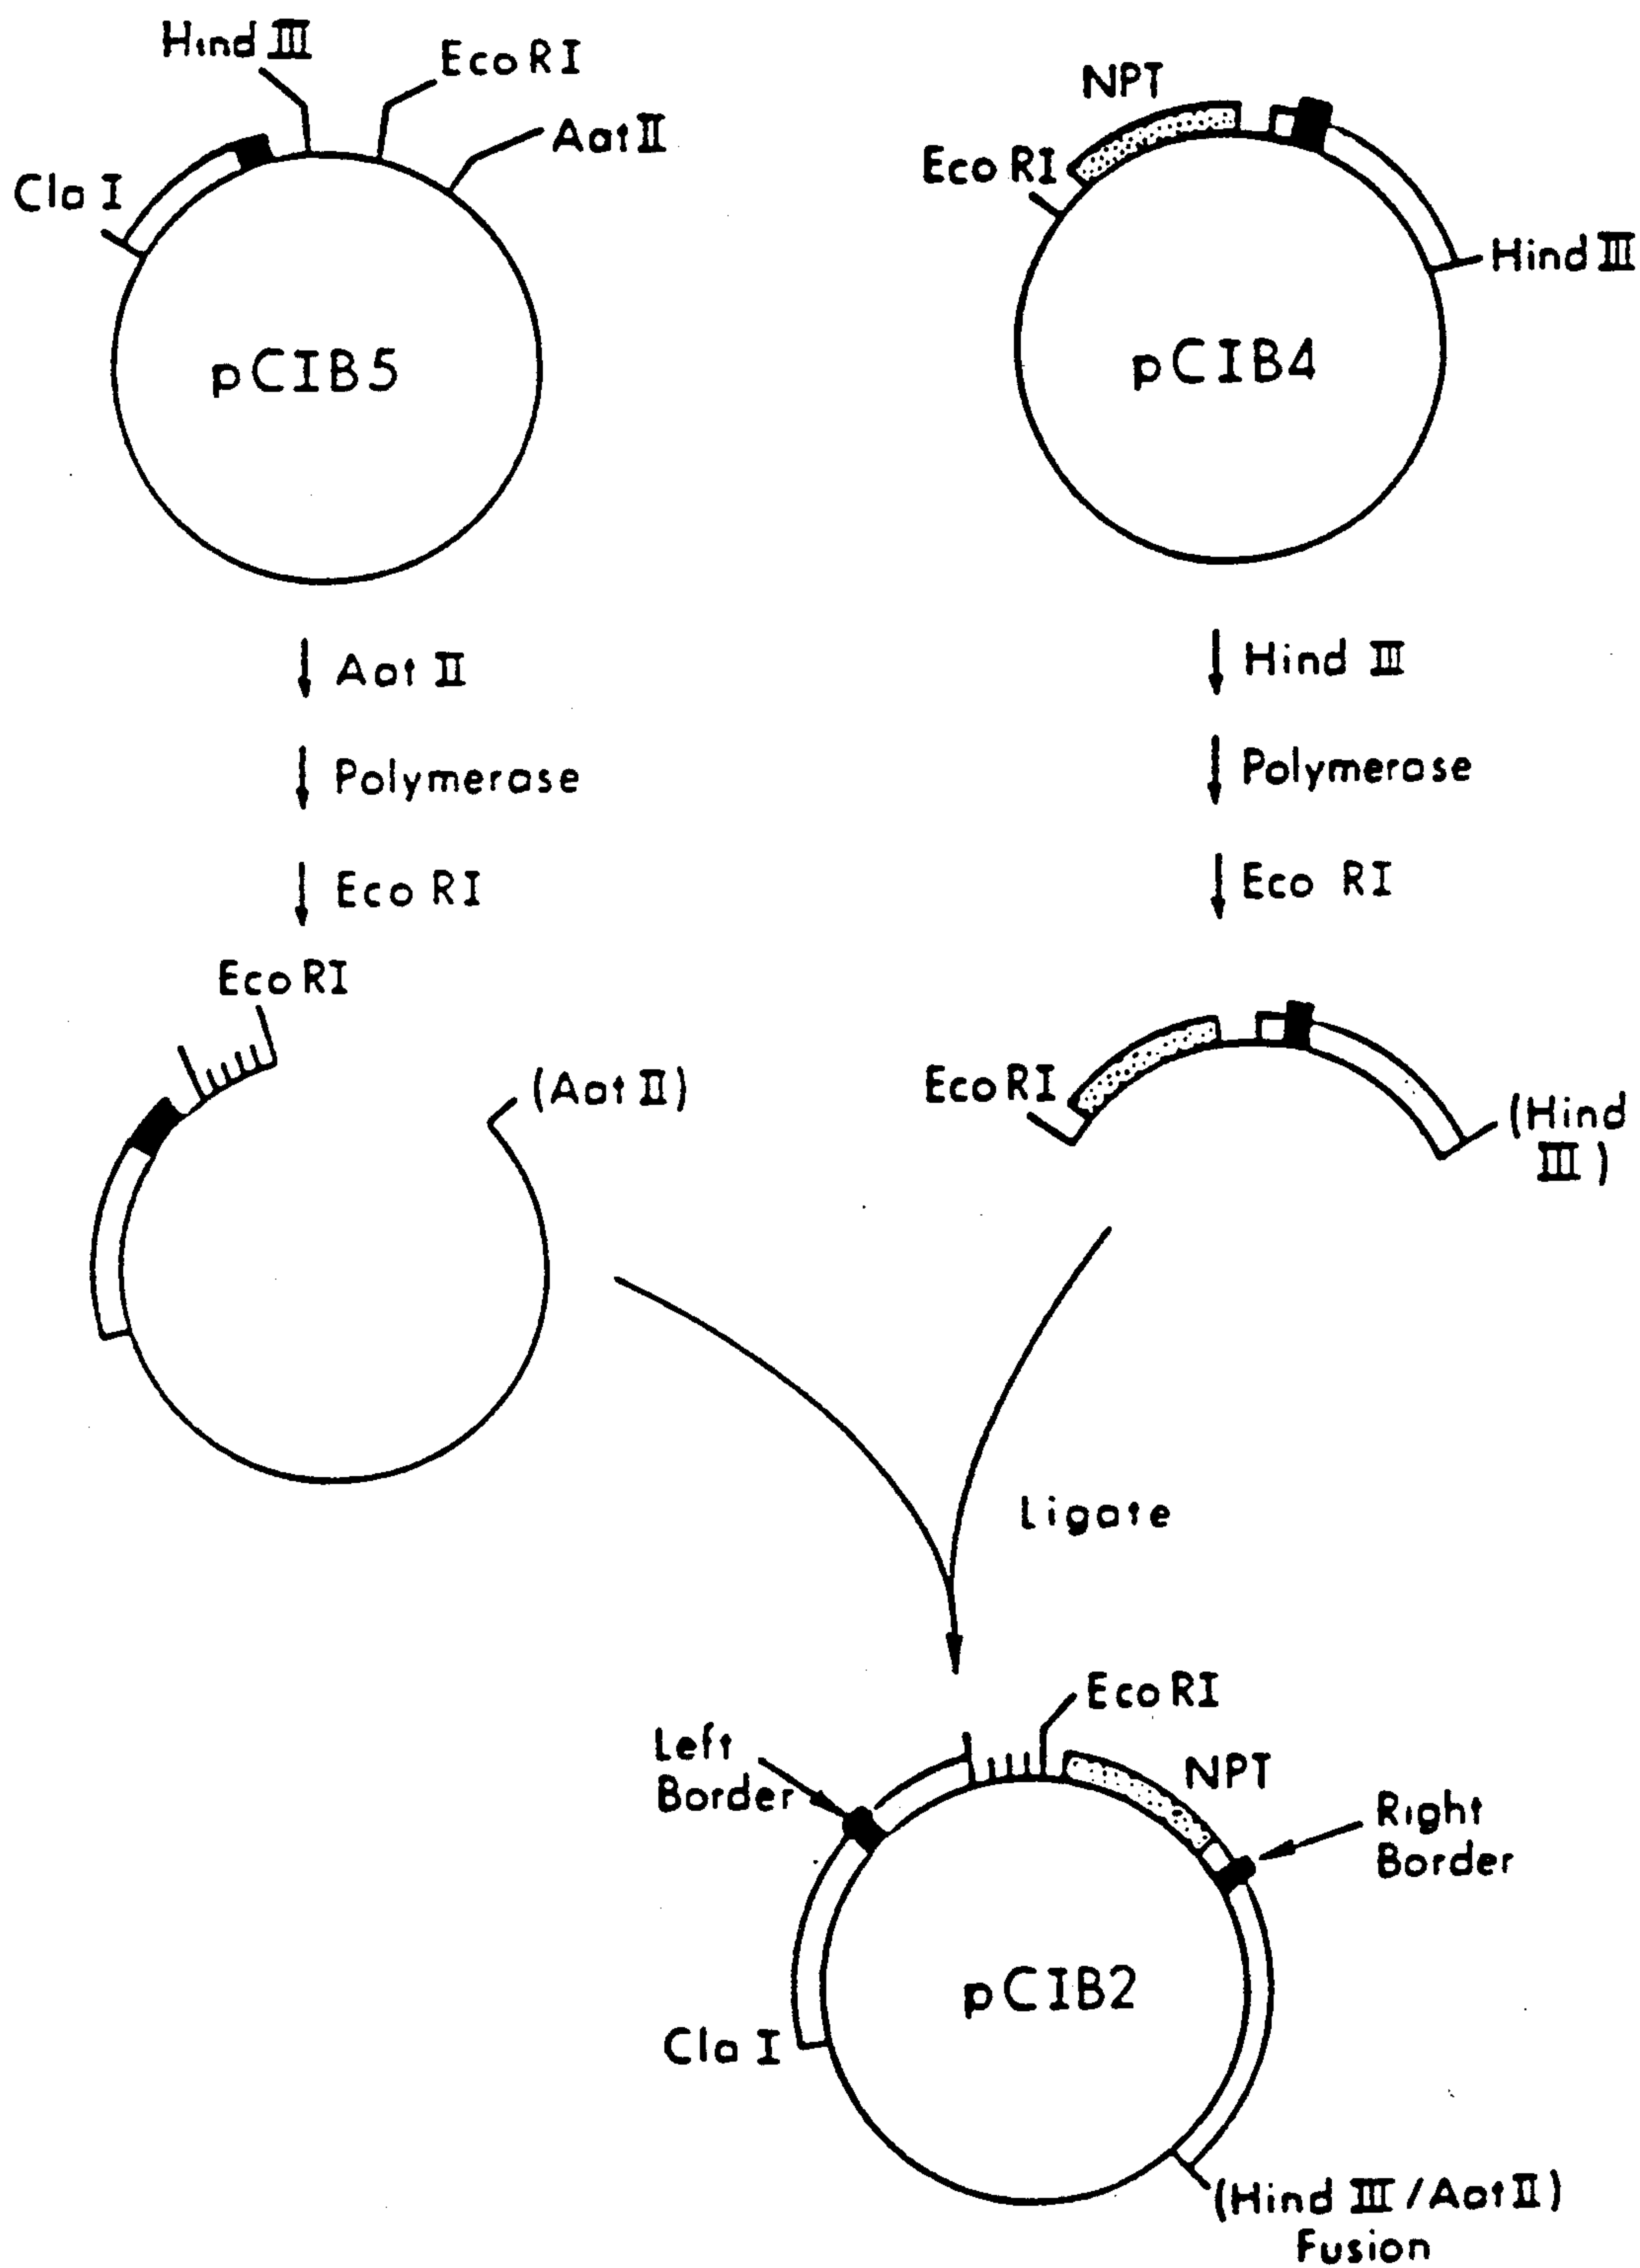 Hind III
Eco RI
Aat II
Cla I
pCIB5
NPT
Eco RI
Hind III
pCIB4
Aat II
Polymerase
Eco RI
Hind III
Polymerase
Eco RI
Eco RI
(Aat II)
Eco RI
(Hind
III)
Ligate
Eco RI
Left
Border
NPT
Right
Border
pCIB2
Cla I
(Hind III / Aat II)
Fusion